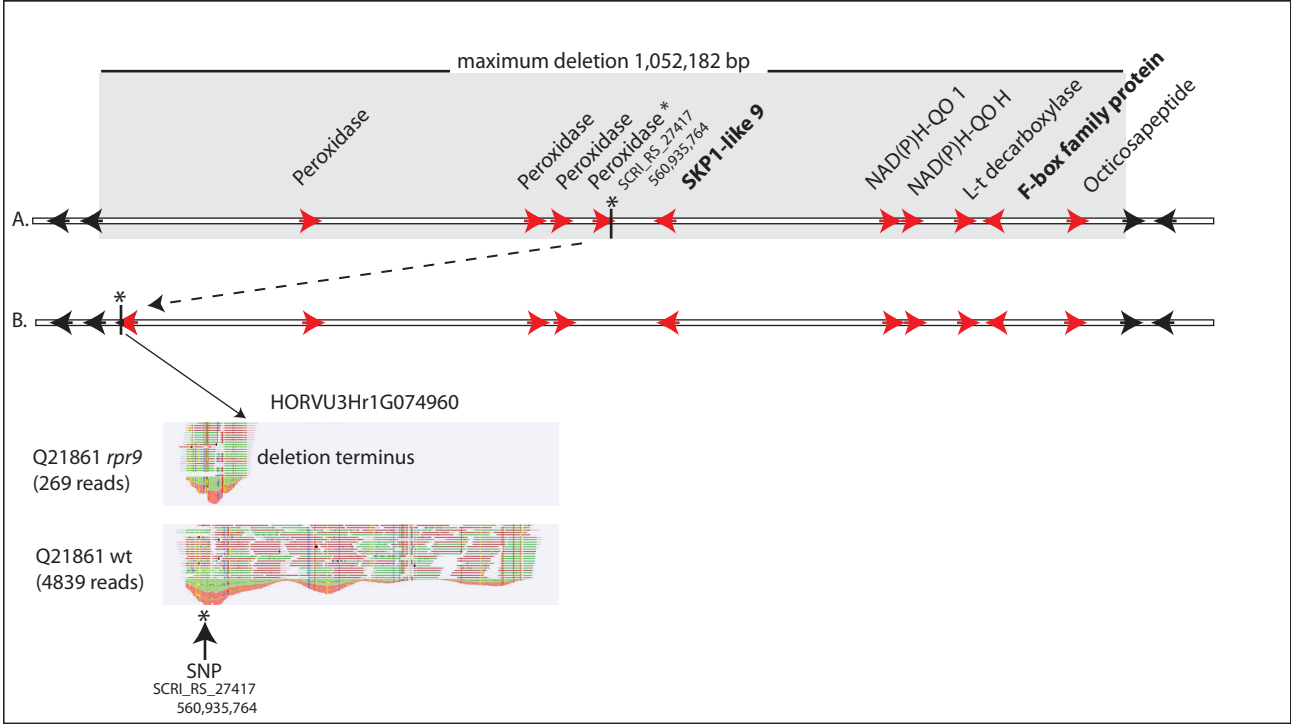 maximum deletion 1,052,182 bp
Peroxidase
Peroxidase
Peroxidase
Peroxidase *
SCRI_RS_27417
560,935,764
SKP1-like 9
NAD(P)H-QO 1
NAD(P)H-QO H
L-t decarboxylase
F-box family protein
Octicosapeptide
*
A.
*
B.
HORVU3Hr1G074960
Q21861 rpr9
(269 reads)
deletion terminus
Q21861 wt
(4839 reads)
*
SNP
SCRI_RS_27417
560,935,764